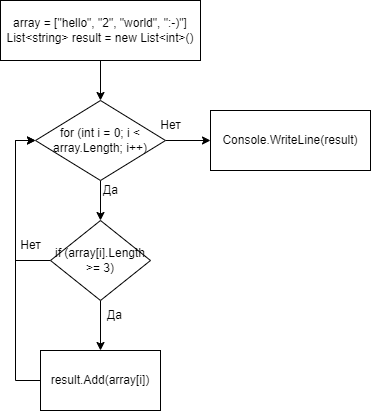 array = ["hello", "2", "world", ":-)"]
List<string> result = new List<int>()
for (int i = 0; i <
array.Length; i++)
Нет
Console.WriteLine(result)
Да
Нет
if (array[i].Length
>= 3)
Да
result.Add(array[i])